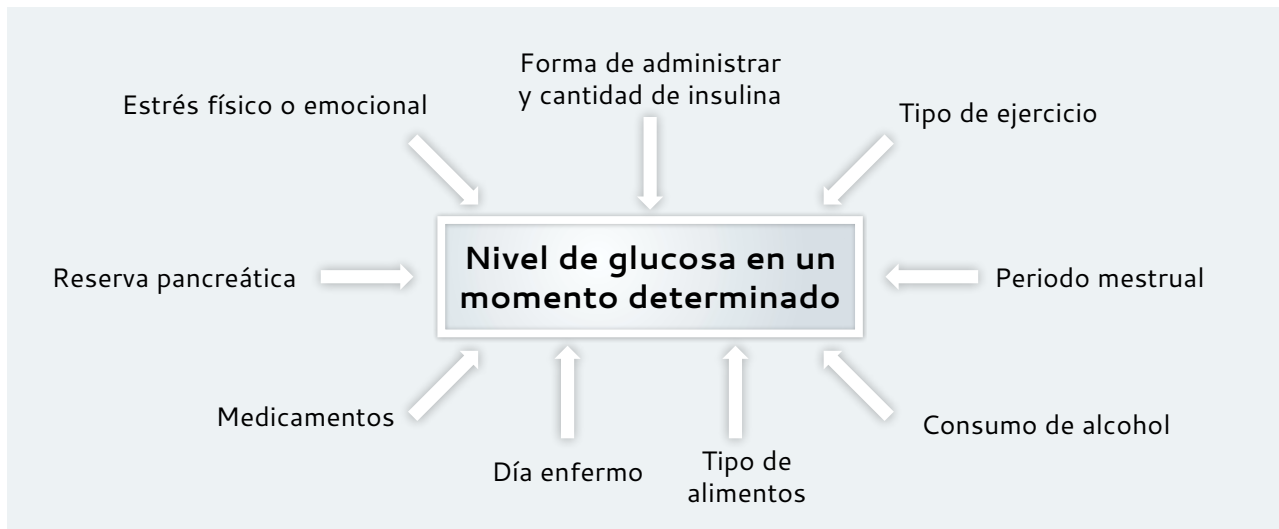 Forma de administrar
y cantidad de insulina
Estrés físico o emocional
Tipo de ejercicio
Nivel de glucosa en un
momento determinado
Reserva pancreática
Periodo mestrual
Medicamentos
Consumo de alcohol
Día enfermo
Tipo de
alimentos